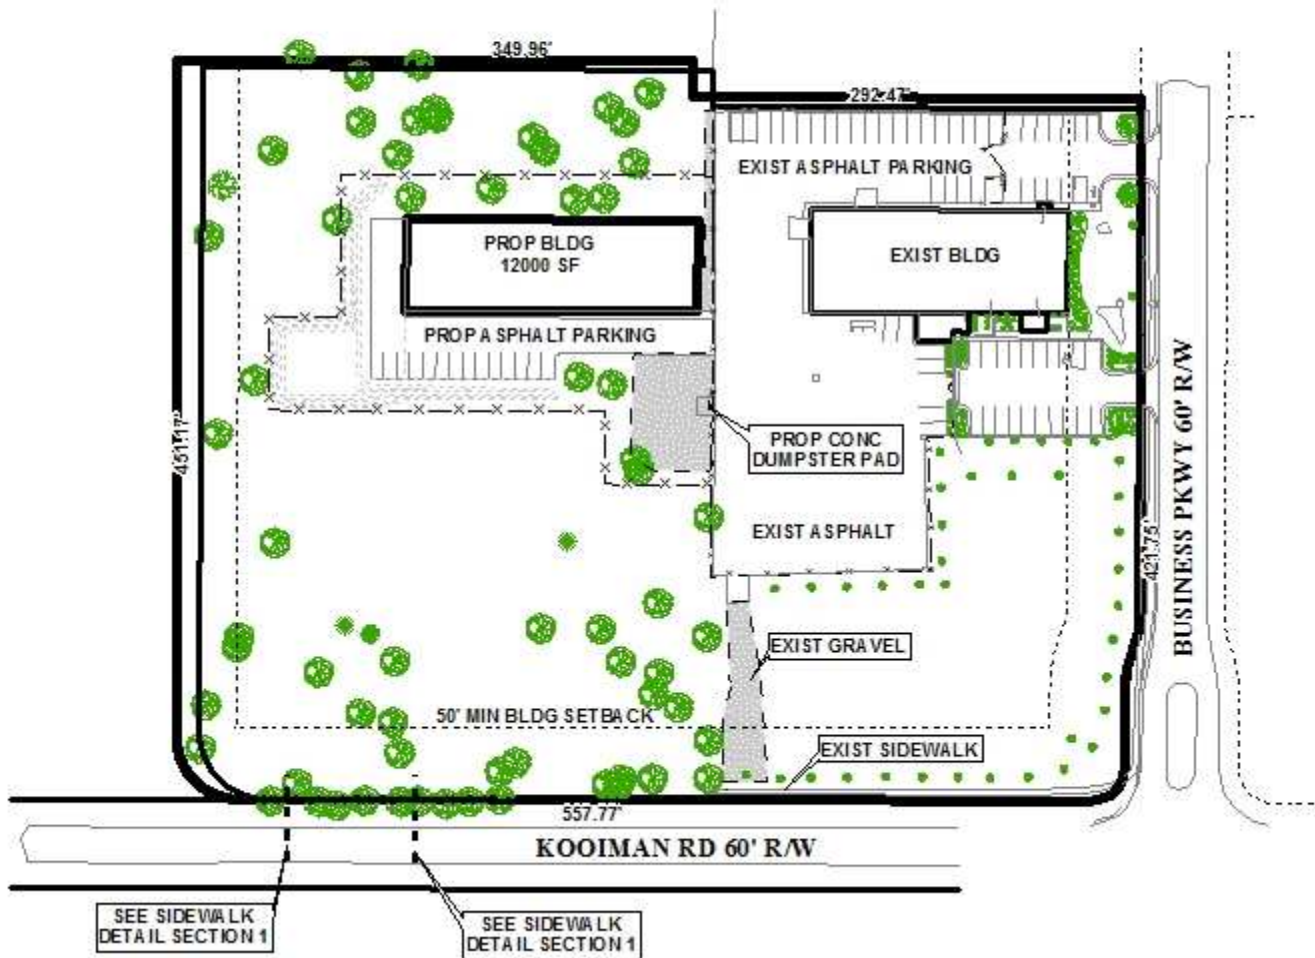 349.96'
292.47'
EXIST ASPHALT PARKING
PROP BLDG
12000 SF
EXIST BLDG
PROP ASPHALT PARKING
451.17'
PROP CONC
DUMPSTER PAD
BUSINESS PKWY 60' R/W
421.75'
EXIST ASPHALT
EXIST GRAVEL
50' MIN BLDG SETBACK
EXIST SIDEWALK
557.77'
KOOIMAN RD 60' R/W
SEE SIDEWALK
DETAIL SECTION 1
SEE SIDEWALK
DETAIL SECTION 1